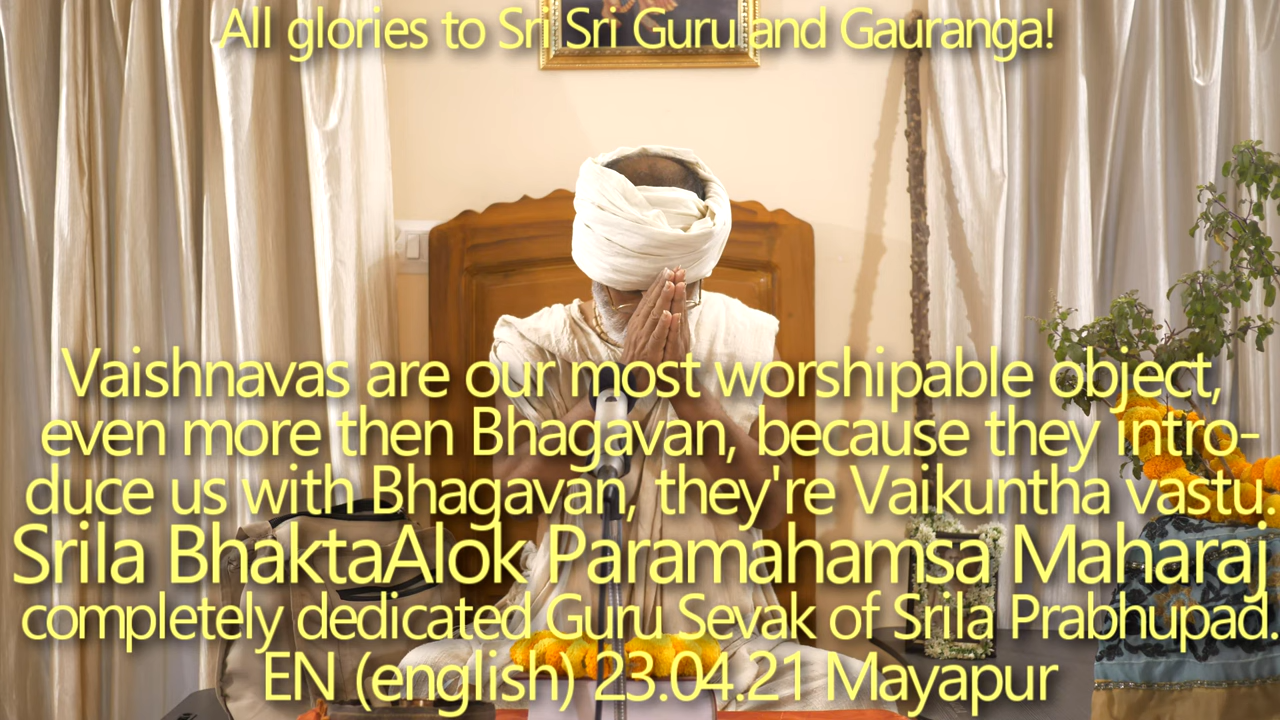 All glories to Sri Sri Guru and Gauranga!
Vaishnavas are our most worshipable object,
even more then Bhagavan, because they intro-
duce us with Bhagavan, they're Vaikuntha vastu.
Srila BhaktaAlok Paramahamsa Maharaj
completely dedicated Guru Sevak of Srila Prabhupad.
EN (english) 23.04.21 Mayapur